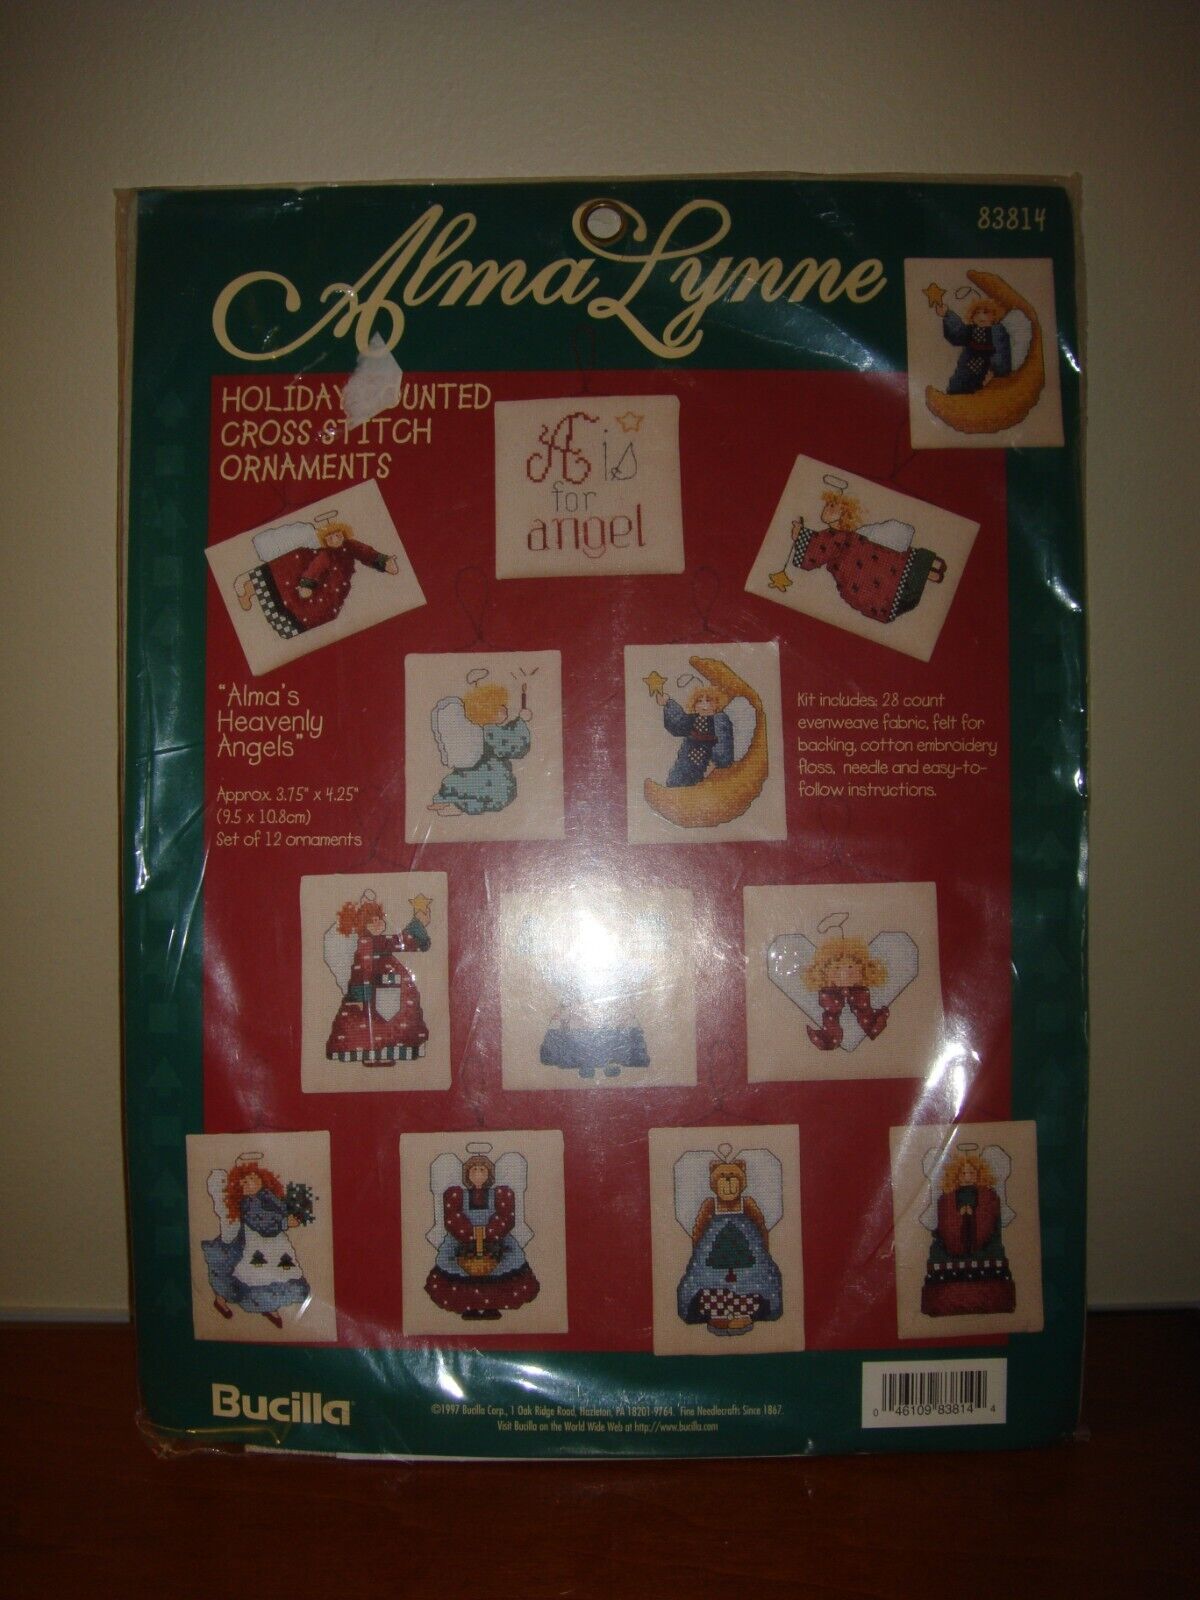 83814
Alma Lynne
HOLIDAY COUNTED
CROSS STITCH
ORNAMENTS
A is
for
angel
"Alma's
Heavenly
Angels"
Approx. 3.75" x 4.25"
(9.5 x 10.8cm)
Set of 12 ornaments
Kit includes: 28 count
evenweave fabric, felt for
backing, cotton embroidery
floss, needle and easy-to-
follow instructions.
Bucilla
©1997 Bucilla Corp., 1 Oak Ridge Road, Hazleton, PA 18201-9764. Fine Needlecrafts Since 1867.
Visit Bucilla on the World Wide Web at http://www.bucilla.com
0 46109 83814 4